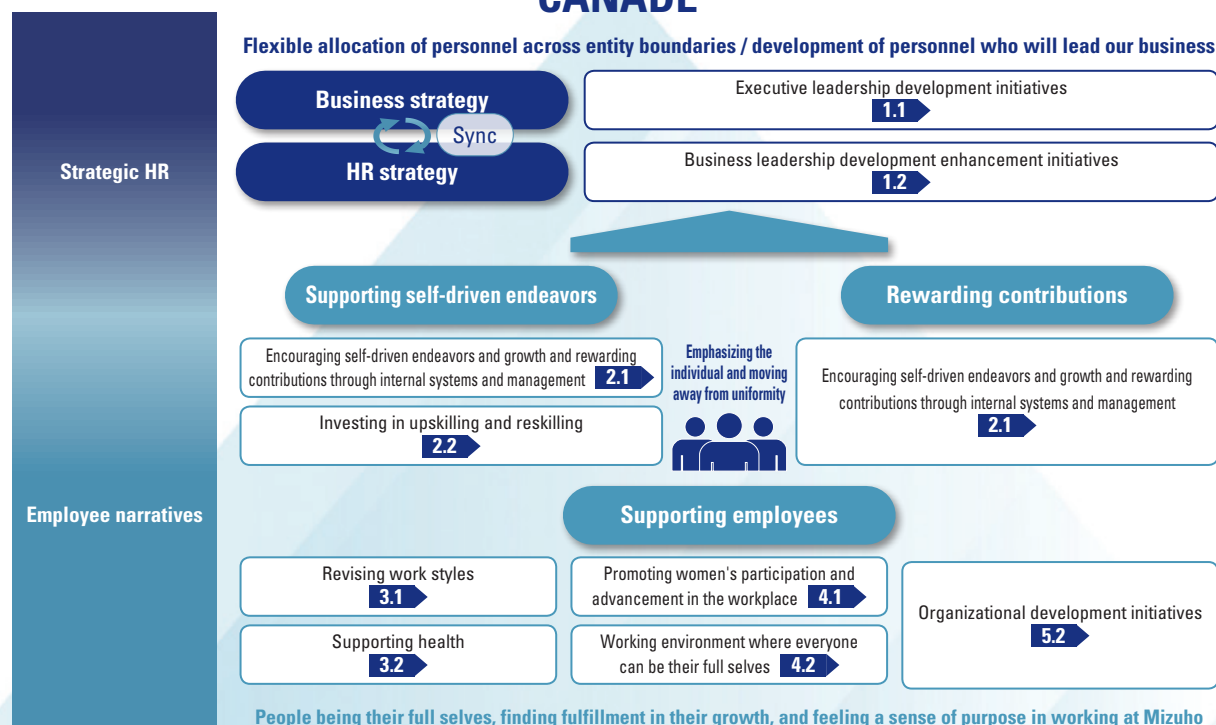 CANADE
Flexible allocation of personnel across entity boundaries / development of personnel who will lead our business
Strategic HR
Business strategy
Sync
HR strategy
Executive leadership development initiatives
1.1
Business leadership development enhancement initiatives
1.2
Supporting self-driven endeavors
Rewarding contributions
Encouraging self-driven endeavors and growth and rewarding
contributions through internal systems and management 2.1
Investing in upskilling and reskilling
2.2
Emphasizing the
individual and moving
away from uniformity
Encouraging self-driven endeavors and growth and rewarding
contributions through internal systems and management
2.1
Employee narratives
Supporting employees
Revising work styles
3.1
Supporting health
3.2
Promoting women's participation and
advancement in the workplace 4.1
Working environment where everyone
can be their full selves 4.2
Organizational development initiatives
5.2
People being their full selves, finding fulfillment in their growth, and feeling a sense of purpose in working at Mizuho